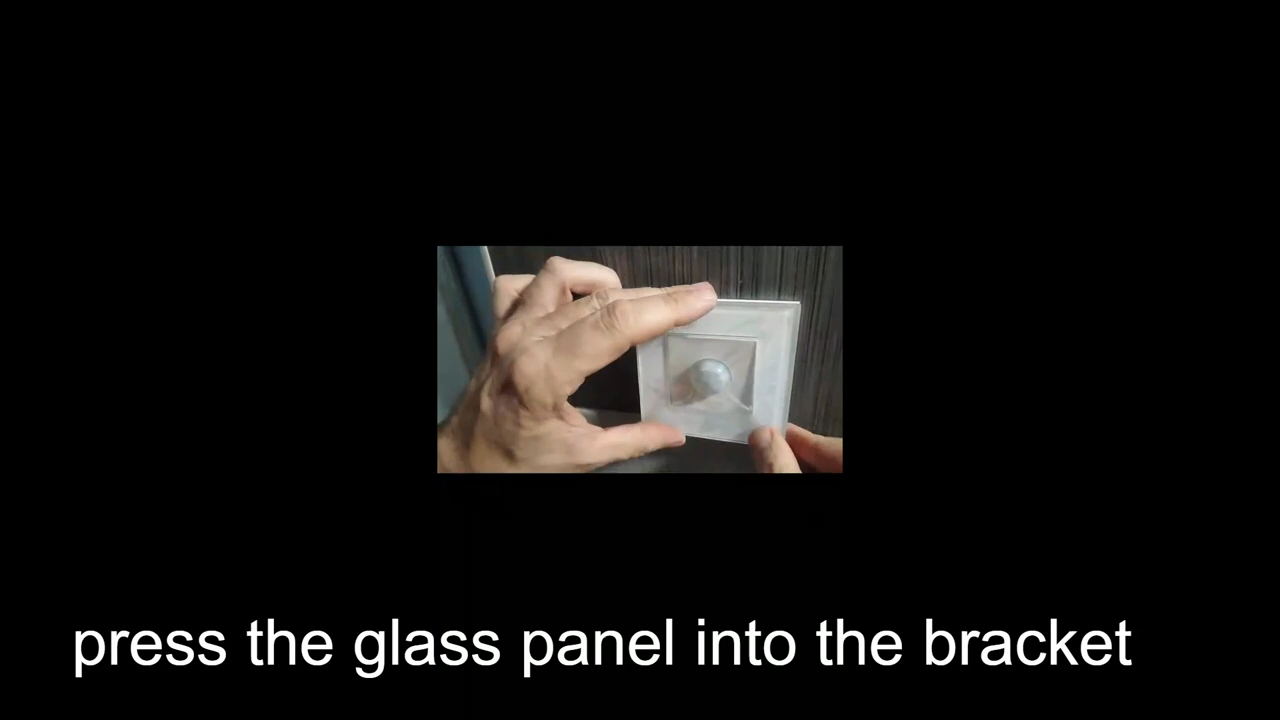 press the glass panel into the bracket